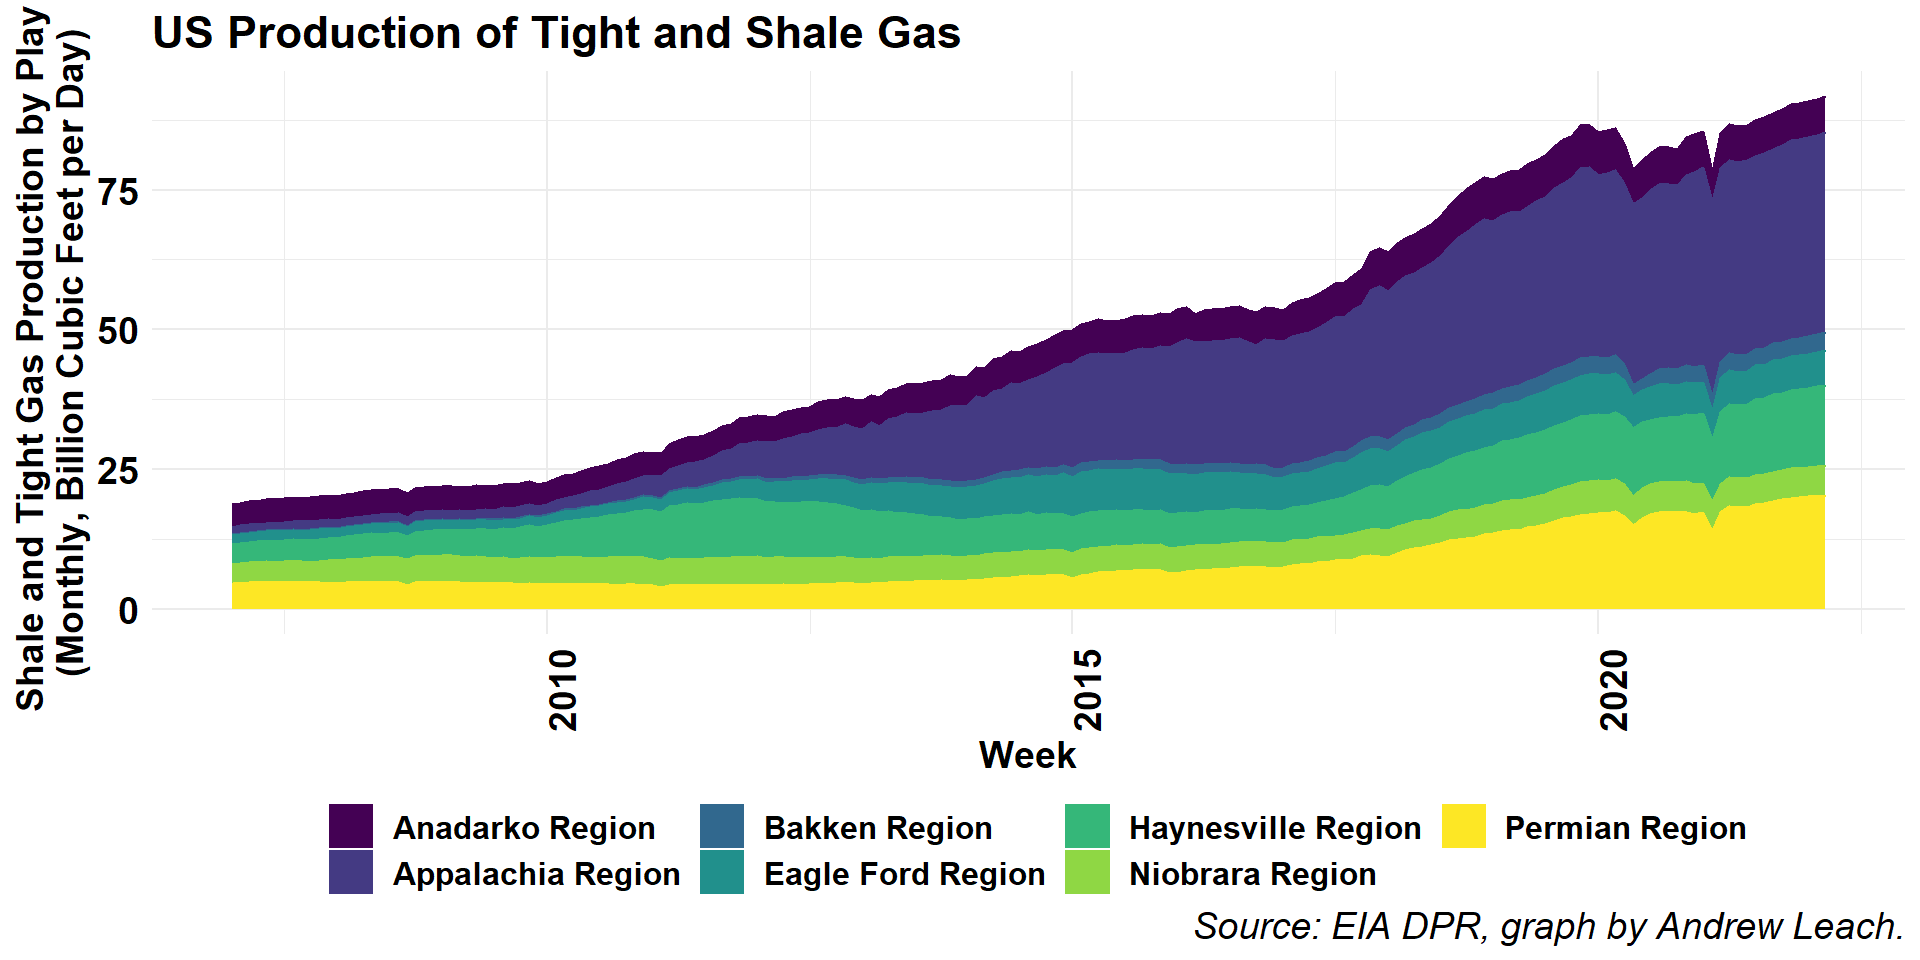 US Production of Tight and Shale Gas
Shale and Tight Gas Production by Play
(Monthly, Billion Cubic Feet per Day)
75
50
25
0
2010
2015
2020
Week
Anadarko Region
Bakken Region
Haynesville Region
Permian Region
Appalachia Region
Eagle Ford Region
Niobrara Region
Source: EIA DPR, graph by Andrew Leach.